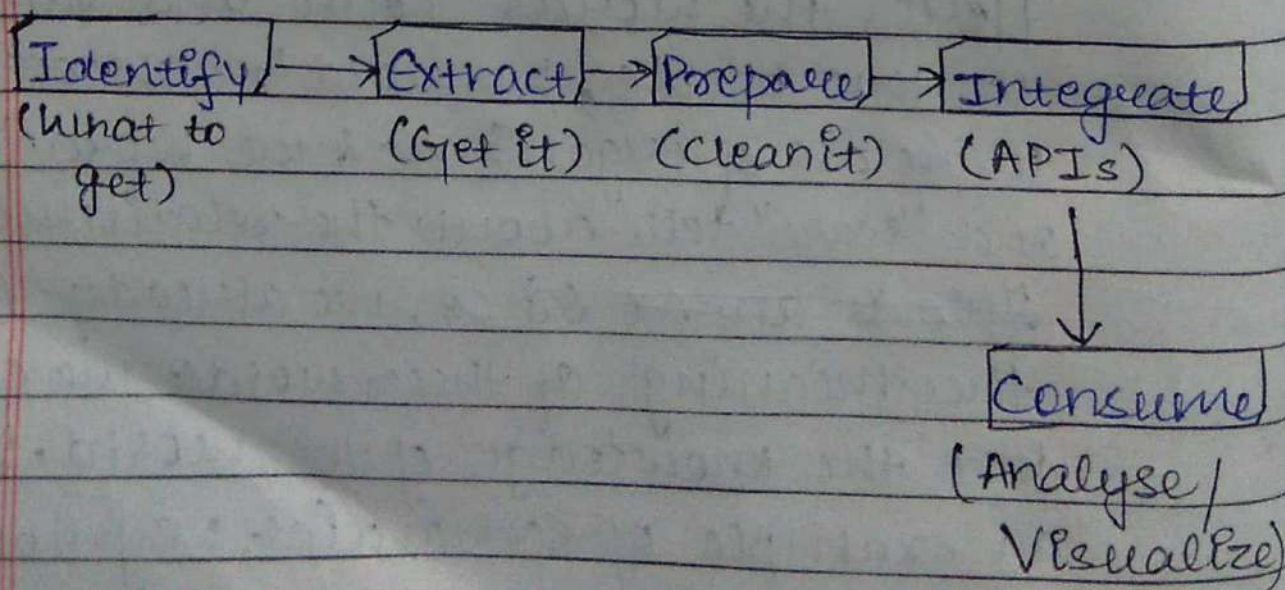 Identify → Extract → Prepare → Integrate
(What to (Get it) (Clean it) (APIs)
get)
Consume
(Analyse/
Visualize)